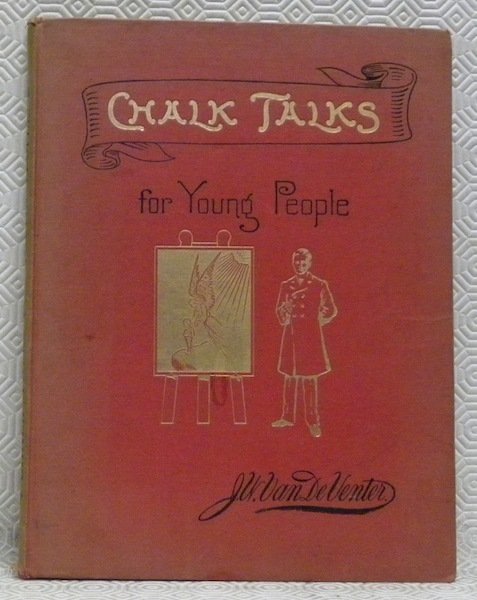 CHALK TALKS
for Young People
J.W. Van De Venter.